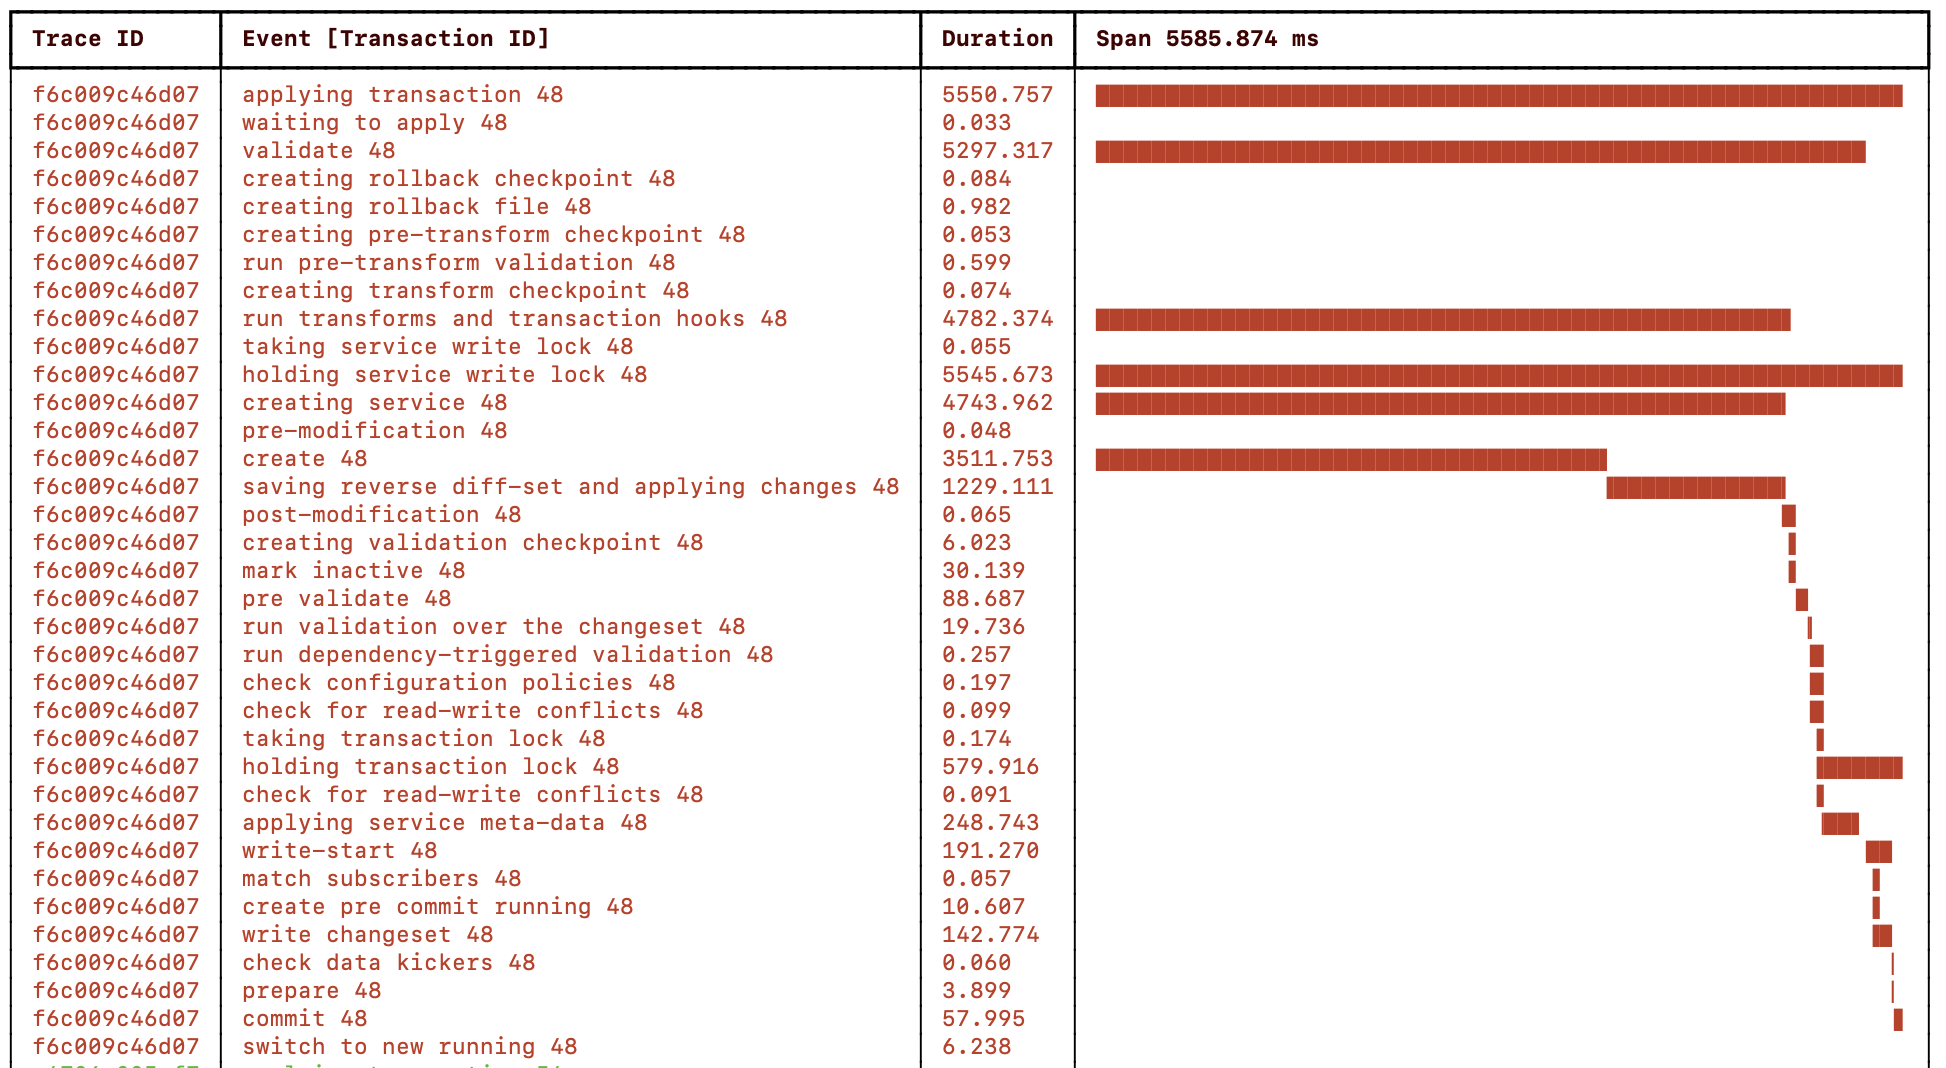 Trace ID Event [Transaction ID] Duration Span 5585.874 ms
f6c009c46d07 applying transaction 48 5550.757
f6c009c46d07 waiting to apply 48 0.033
f6c009c46d07 validate 48 5297.317
f6c009c46d07 creating rollback checkpoint 48 0.084
f6c009c46d07 creating rollback file 48 0.982
f6c009c46d07 creating pre-transform checkpoint 48 0.053
f6c009c46d07 run pre-transform validation 48 0.599
f6c009c46d07 creating transform checkpoint 48 0.074
f6c009c46d07 run transforms and transaction hooks 48 4782.374
f6c009c46d07 taking service write lock 48 0.055
f6c009c46d07 holding service write lock 48 5545.673
f6c009c46d07 creating service 48 4743.962
f6c009c46d07 pre-modification 48 0.048
f6c009c46d07 create 48 3511.753
f6c009c46d07 saving reverse diff-set and applying changes 48 1229.111
f6c009c46d07 post-modification 48 0.065
f6c009c46d07 creating validation checkpoint 48 6.023
f6c009c46d07 mark inactive 48 30.139
f6c009c46d07 pre validate 48 88.687
f6c009c46d07 run validation over the changeset 48 19.736
f6c009c46d07 run dependency-triggered validation 48 0.257
f6c009c46d07 check configuration policies 48 0.197
f6c009c46d07 check for read-write conflicts 48 0.099
f6c009c46d07 taking transaction lock 48 0.174
f6c009c46d07 holding transaction lock 48 579.916
f6c009c46d07 check for read-write conflicts 48 0.091
f6c009c46d07 applying service meta-data 48 248.743
f6c009c46d07 write-start 48 191.270
f6c009c46d07 match subscribers 48 0.057
f6c009c46d07 create pre commit running 48 10.607
f6c009c46d07 write changeset 48 142.774
f6c009c46d07 check data kickers 48 0.060
f6c009c46d07 prepare 48 3.899
f6c009c46d07 commit 48 57.995
f6c009c46d07 switch to new running 48 6.238